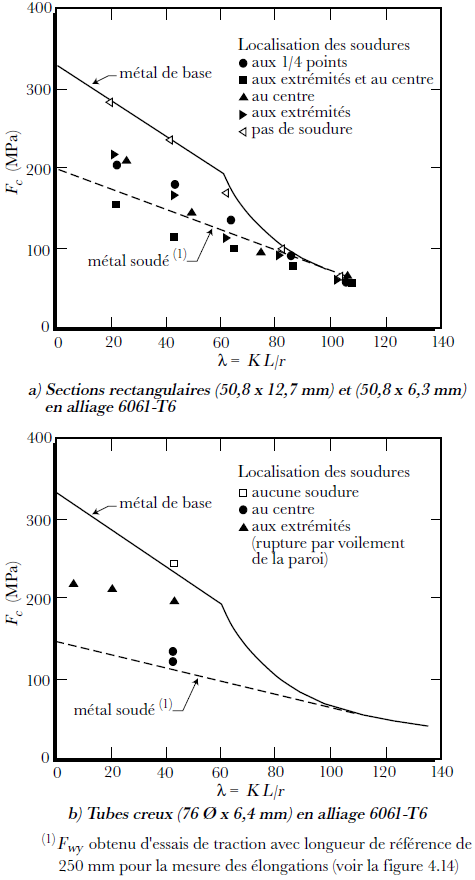 400
300
200
100
0
F_c (MPa)
Localisation des soudures
aux 1/4 points
aux extrémités et au centre
au centre
aux extrémités
pas de soudure
métal de base
métal soudé (1)
0 20 40 60 80 100 120 140
λ = K L/r
a) Sections rectangulaires (50,8 x 12,7 mm) et (50,8 x 6,3 mm)
en alliage 6061-T6
400
300
200
100
0
F_c (MPa)
Localisation des soudures
aucune soudure
au centre
aux extrémités
(rupture par voilement
de la paroi)
métal de base
métal soudé (1)
0 20 40 60 80 100 120 140
λ = K L/r
b) Tubes creux (76 Ø x 6,4 mm) en alliage 6061-T6
(1) F_wy obtenu d'essais de traction avec longueur de référence de
250 mm pour la mesure des élongations (voir la figure 4.14)